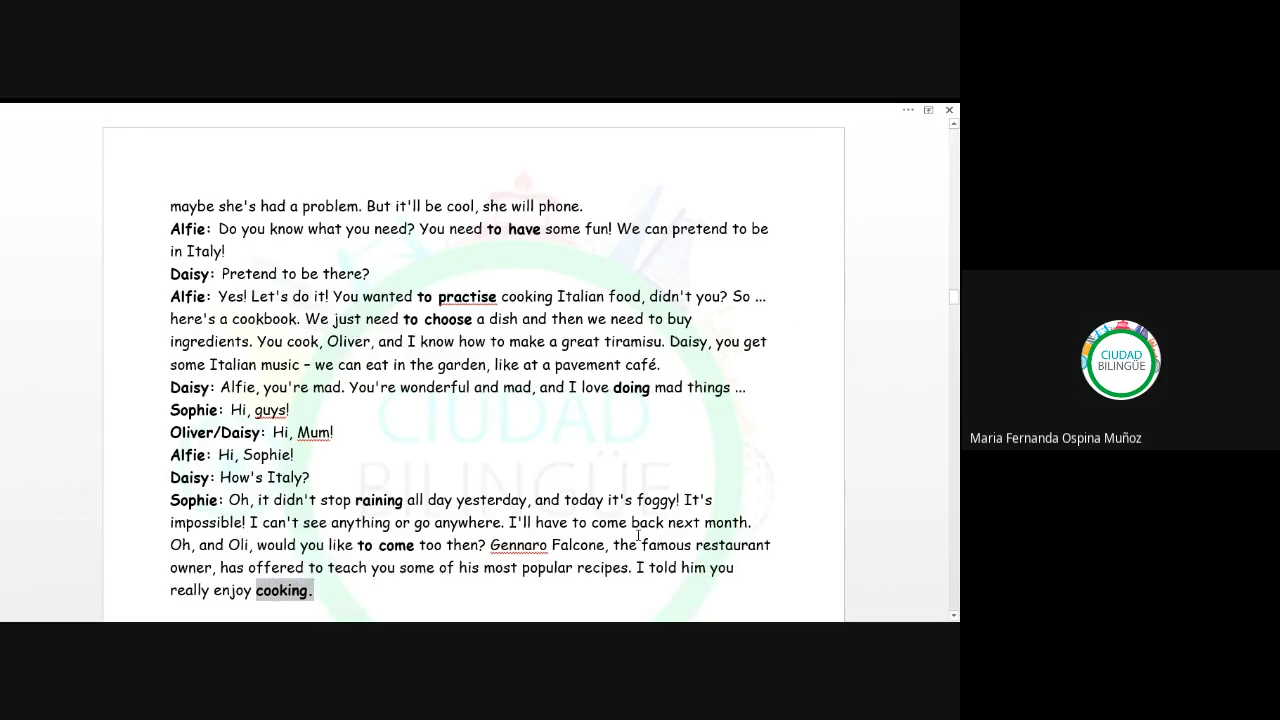 maybe she's had a problem. But it'll be cool, she will phone.
Alfie: Do you know what you need? You need to have some fun! We can pretend to be
in Italy!
Daisy: Pretend to be there?
Alfie: Yes! Let's do it! You wanted to practise cooking Italian food, didn't you? So ...
here's a cookbook. We just need to choose a dish and then we need to buy
ingredients. You cook, Oliver, and I know how to make a great tiramisu. Daisy, you get
some Italian music – we can eat in the garden, like at a pavement café.
Daisy: Alfie, you're mad. You're wonderful and mad, and I love doing mad things ...
Sophie: Hi, guys!
Oliver/Daisy: Hi, Mum!
Alfie: Hi, Sophie!
Daisy: How's Italy?
Sophie: Oh, it didn't stop raining all day yesterday, and today it's foggy! It's
impossible! I can't see anything or go anywhere. I'll have to come back next month.
Oh, and Oli, would you like to come too then? Gennaro Falcone, the famous restaurant
owner, has offered to teach you some of his most popular recipes. I told him you
really enjoy cooking.
CIUDAD
BILINGÜE
CIUDAD
BILINGÜE
Maria Fernanda Ospina Muñoz